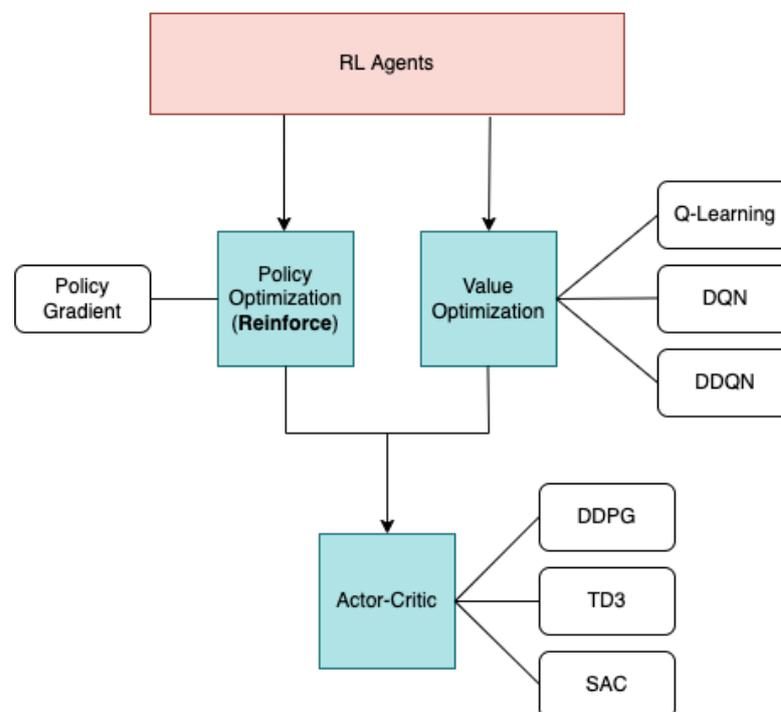 RL Agents
Policy
Gradient
Policy
Optimization
(Reinforce)
Value
Optimization
Q-Learning
DQN
DDQN
Actor-Critic
DDPG
TD3
SAC